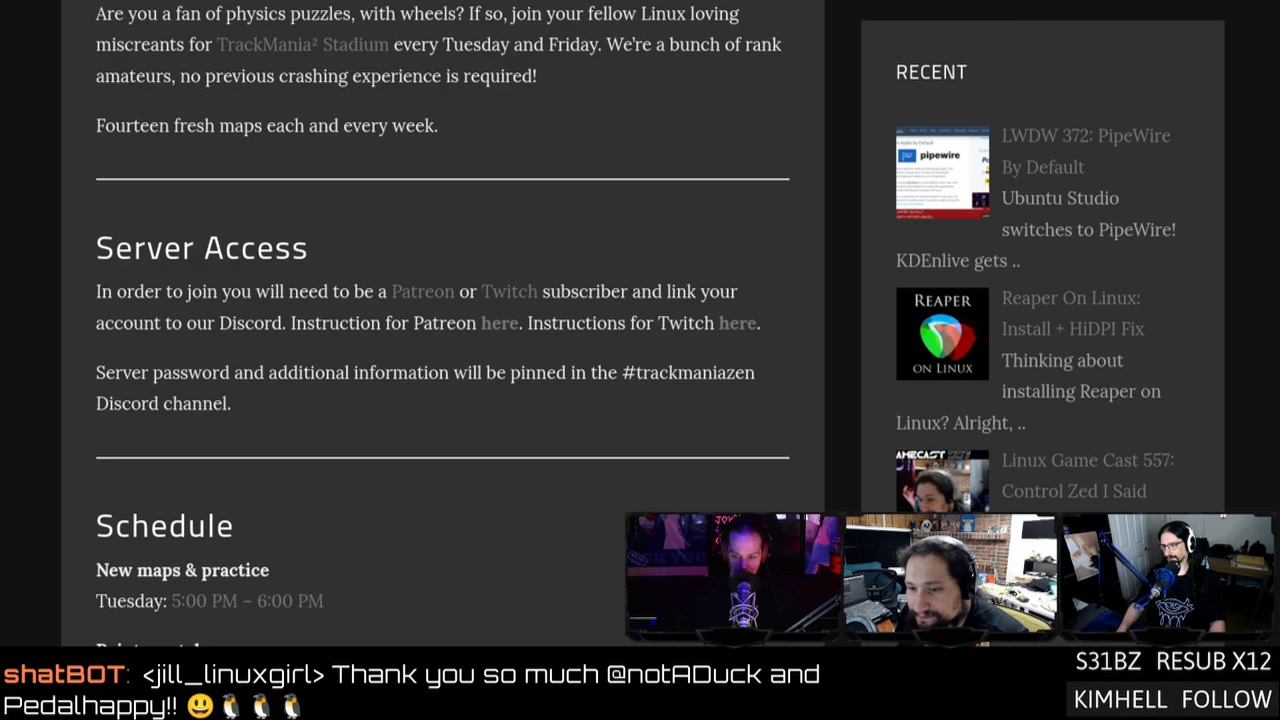 Are you a fan of physics puzzles, with wheels? If so, join your fellow Linux loving
miscreants for TrackMania² Stadium every Tuesday and Friday. We’re a bunch of rank
amateurs, no previous crashing experience is required!
Fourteen fresh maps each and every week.
Server Access
In order to join you will need to be a Patreon or Twitch subscriber and link your
account to our Discord. Instruction for Patreon here. Instructions for Twitch here.
Server password and additional information will be pinned in the #trackmaniazen
Discord channel.
Schedule
New maps & practice
Tuesday: 5:00 PM – 6:00 PM
RECENT
pw pipewire
LWDW 372: PipeWire
By Default
Ubuntu Studio
switches to PipeWire!
KDEnlive gets ..
REAPER
ON LINUX
Reaper On Linux:
Install + HiDPI Fix
Thinking about
installing Reaper on
Linux? Alright, ..
Linux Game Cast 557:
Control Zed I Said
shatBOT: <jill_linuxgirl> Thank you so much @notADuck and
Pedalhappy!! 😃🐧🐧🐧
S31BZ RESUB X12
KIMHELL FOLLOW